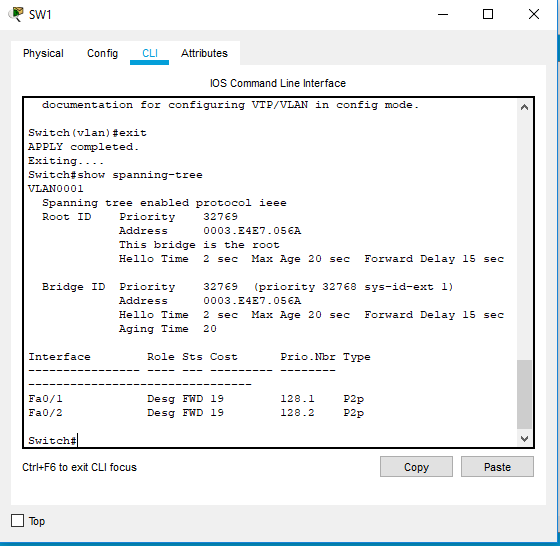 SW1
Physical Config CLI Attributes
IOS Command Line Interface
documentation for configuring VTP/VLAN in config mode.
Switch(vlan)#exit
APPLY completed.
Exiting....
Switch#show spanning-tree
VLAN0001
  Spanning tree enabled protocol ieee
  Root ID    Priority    32769
             Address     0003.E4E7.056A
             This bridge is the root
             Hello Time  2 sec  Max Age 20 sec  Forward Delay 15 sec
  Bridge ID  Priority    32769  (priority 32768 sys-id-ext 1)
             Address     0003.E4E7.056A
             Hello Time  2 sec  Max Age 20 sec  Forward Delay 15 sec
             Aging Time  20
Interface        Role Sts Cost      Prio.Nbr Type
---------------- ---- --- --------- --------
--------------------------------
Fa0/1            Desg FWD 19        128.1    P2p
Fa0/2            Desg FWD 19        128.2    P2p
Switch#
Ctrl+F6 to exit CLI focus
Copy Paste
Top